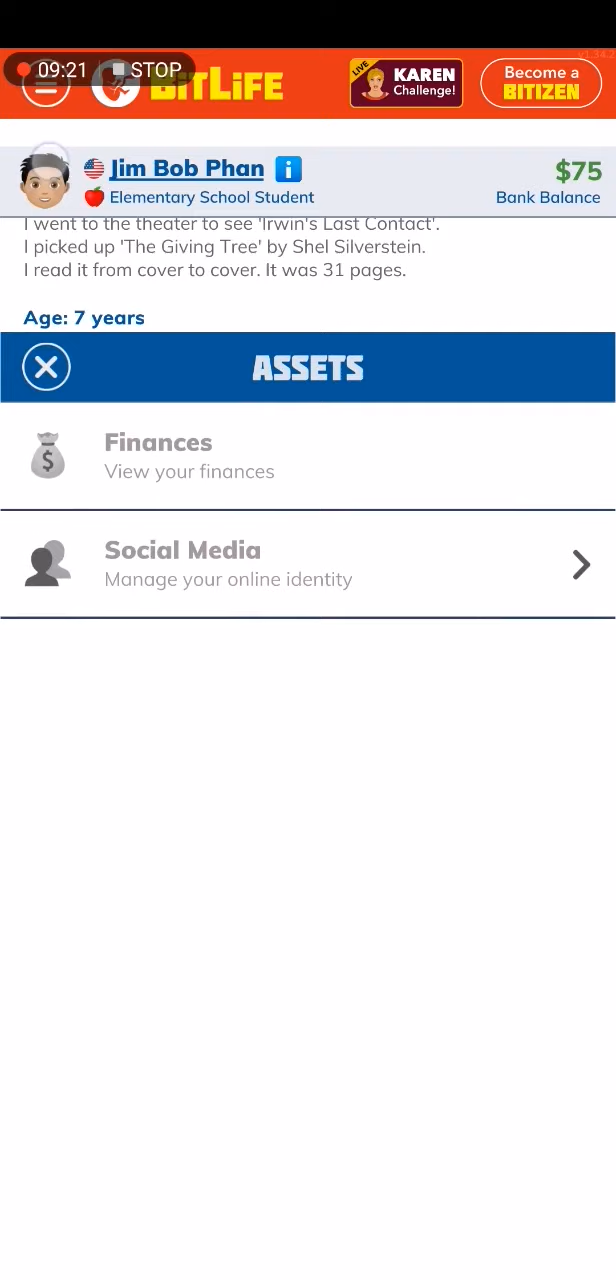 v1.34.2
09:21 STOP
BITLIFE
LIVE
KAREN
Challenge!
Become a
BITIZEN
Jim Bob Phan
Elementary School Student
$75
Bank Balance
I went to the theater to see 'Irwin's Last Contact'.
I picked up 'The Giving Tree' by Shel Silverstein.
I read it from cover to cover. It was 31 pages.
Age: 7 years
ASSETS
Finances
View your finances
Social Media
Manage your online identity